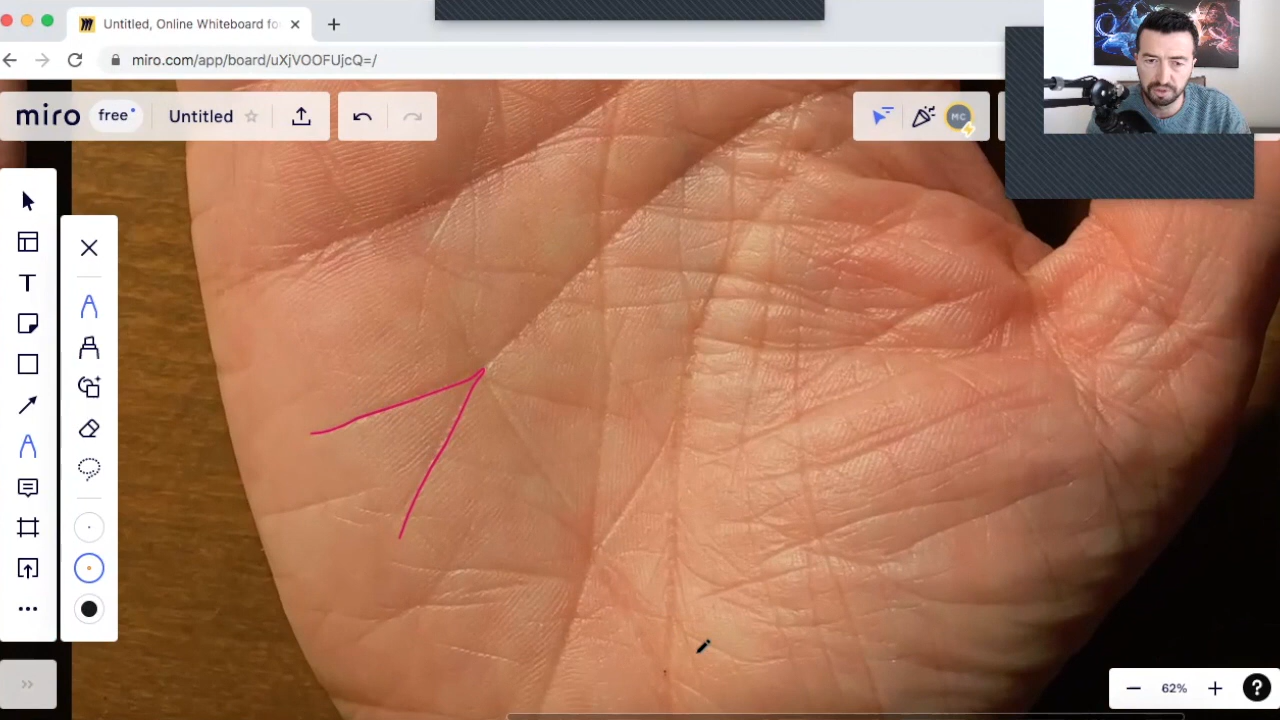 Untitled, Online Whiteboard fo
miro.com/app/board/uXjVOOFUjcQ=/
miro free Untitled
MC
T
62% ?